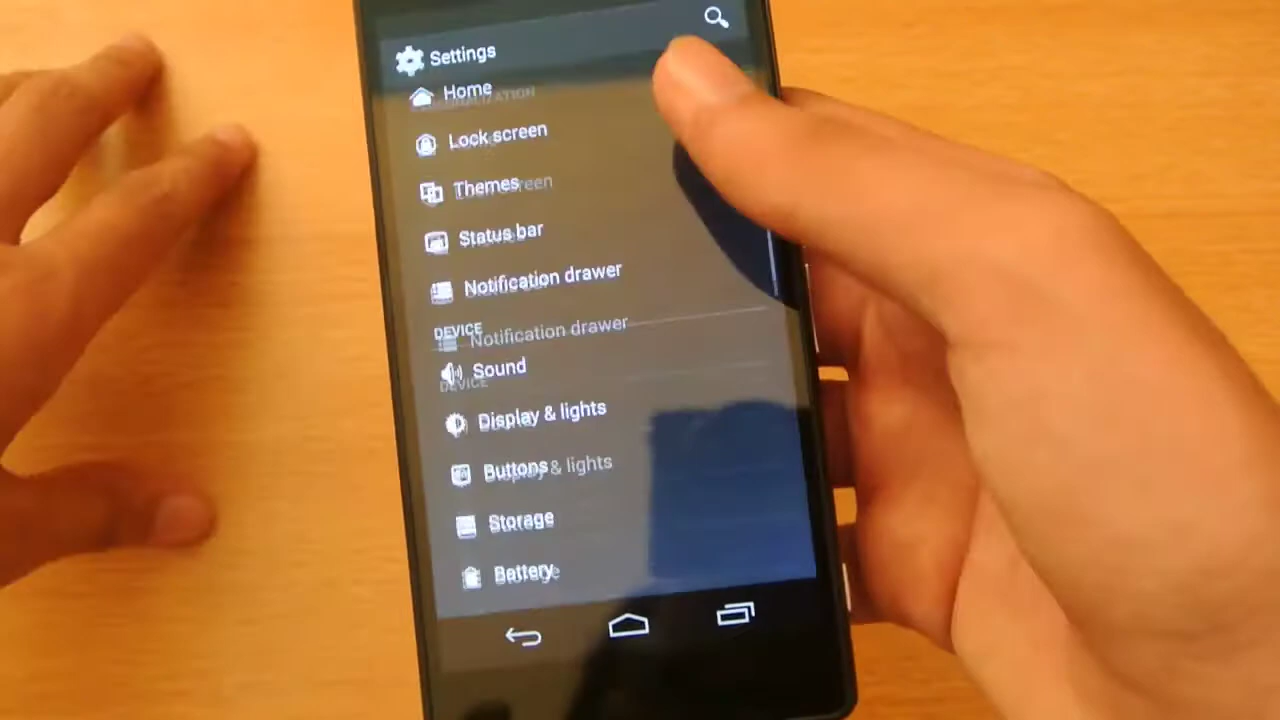 Settings
Home
Lock screen
Themes
Status bar
Notification drawer
DEVICE
Notification drawer
Sound
DEVICE
Display & lights
Buttons
& lights
Storage
Battery